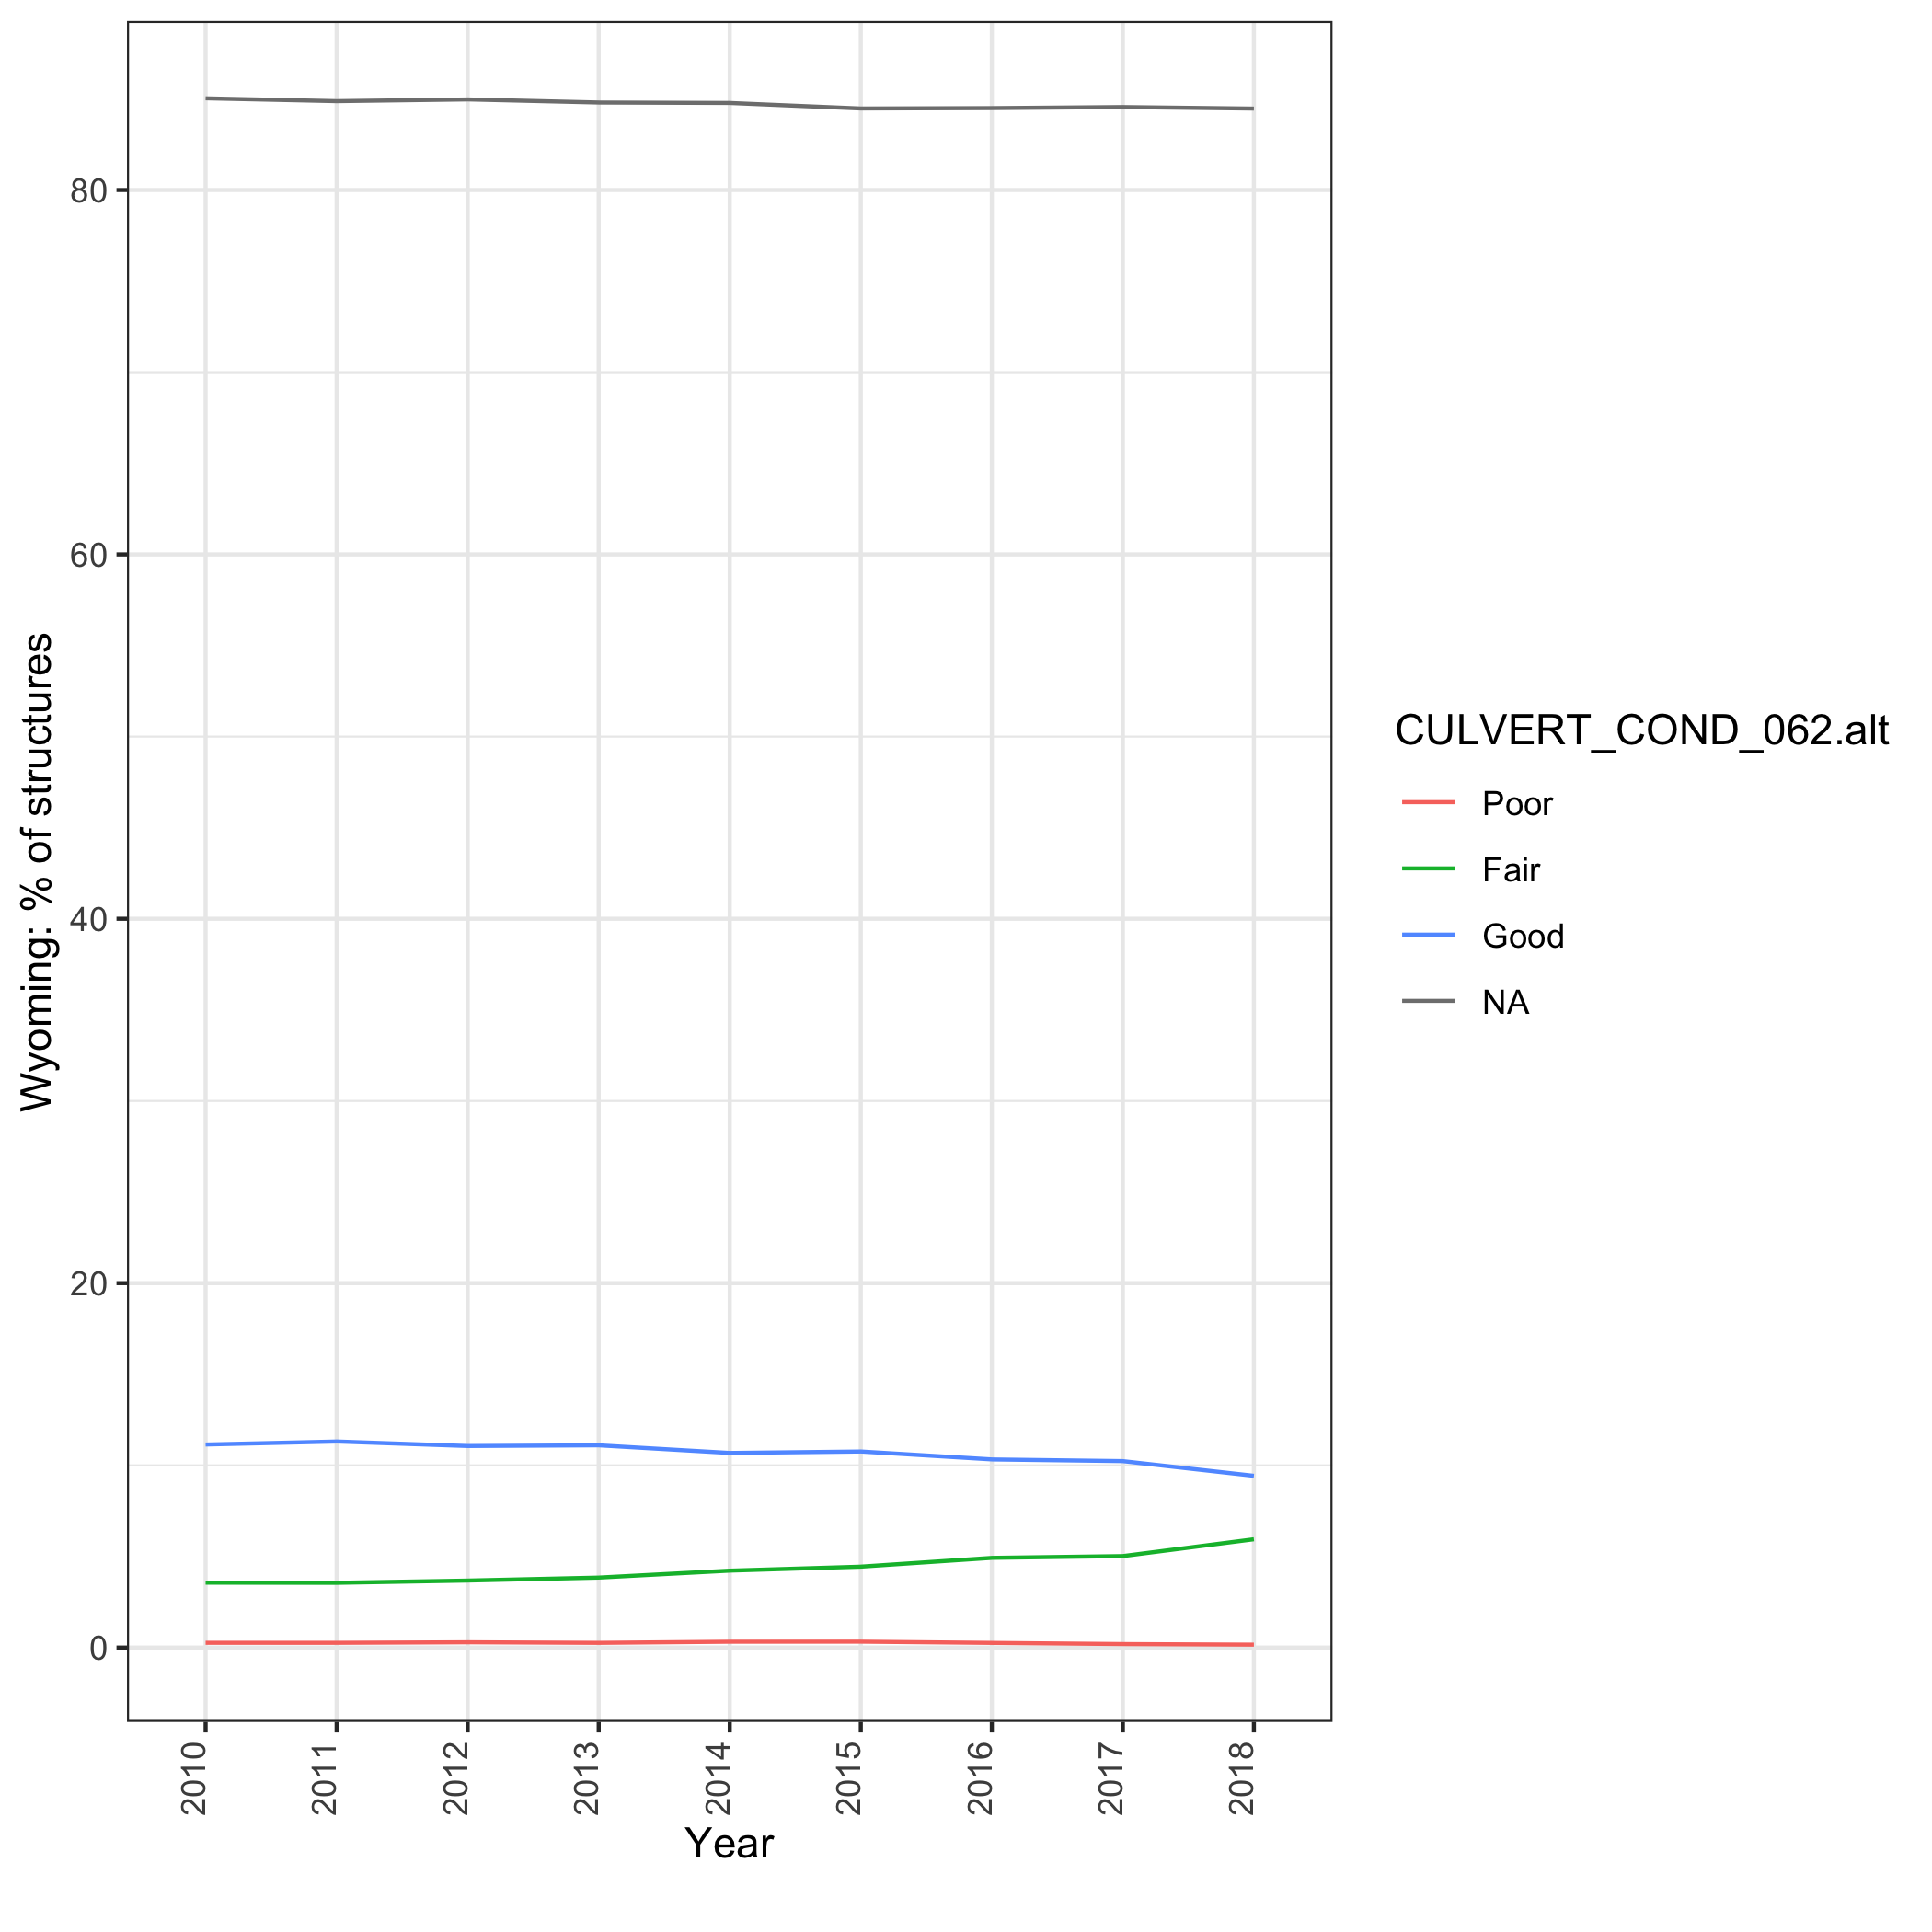 Wyoming: % of structures
80
60
40
20
0
2010
2011
2012
2013
2014
2015
2016
2017
2018
Year
CULVERT_COND_062.alt
Poor
Fair
Good
NA